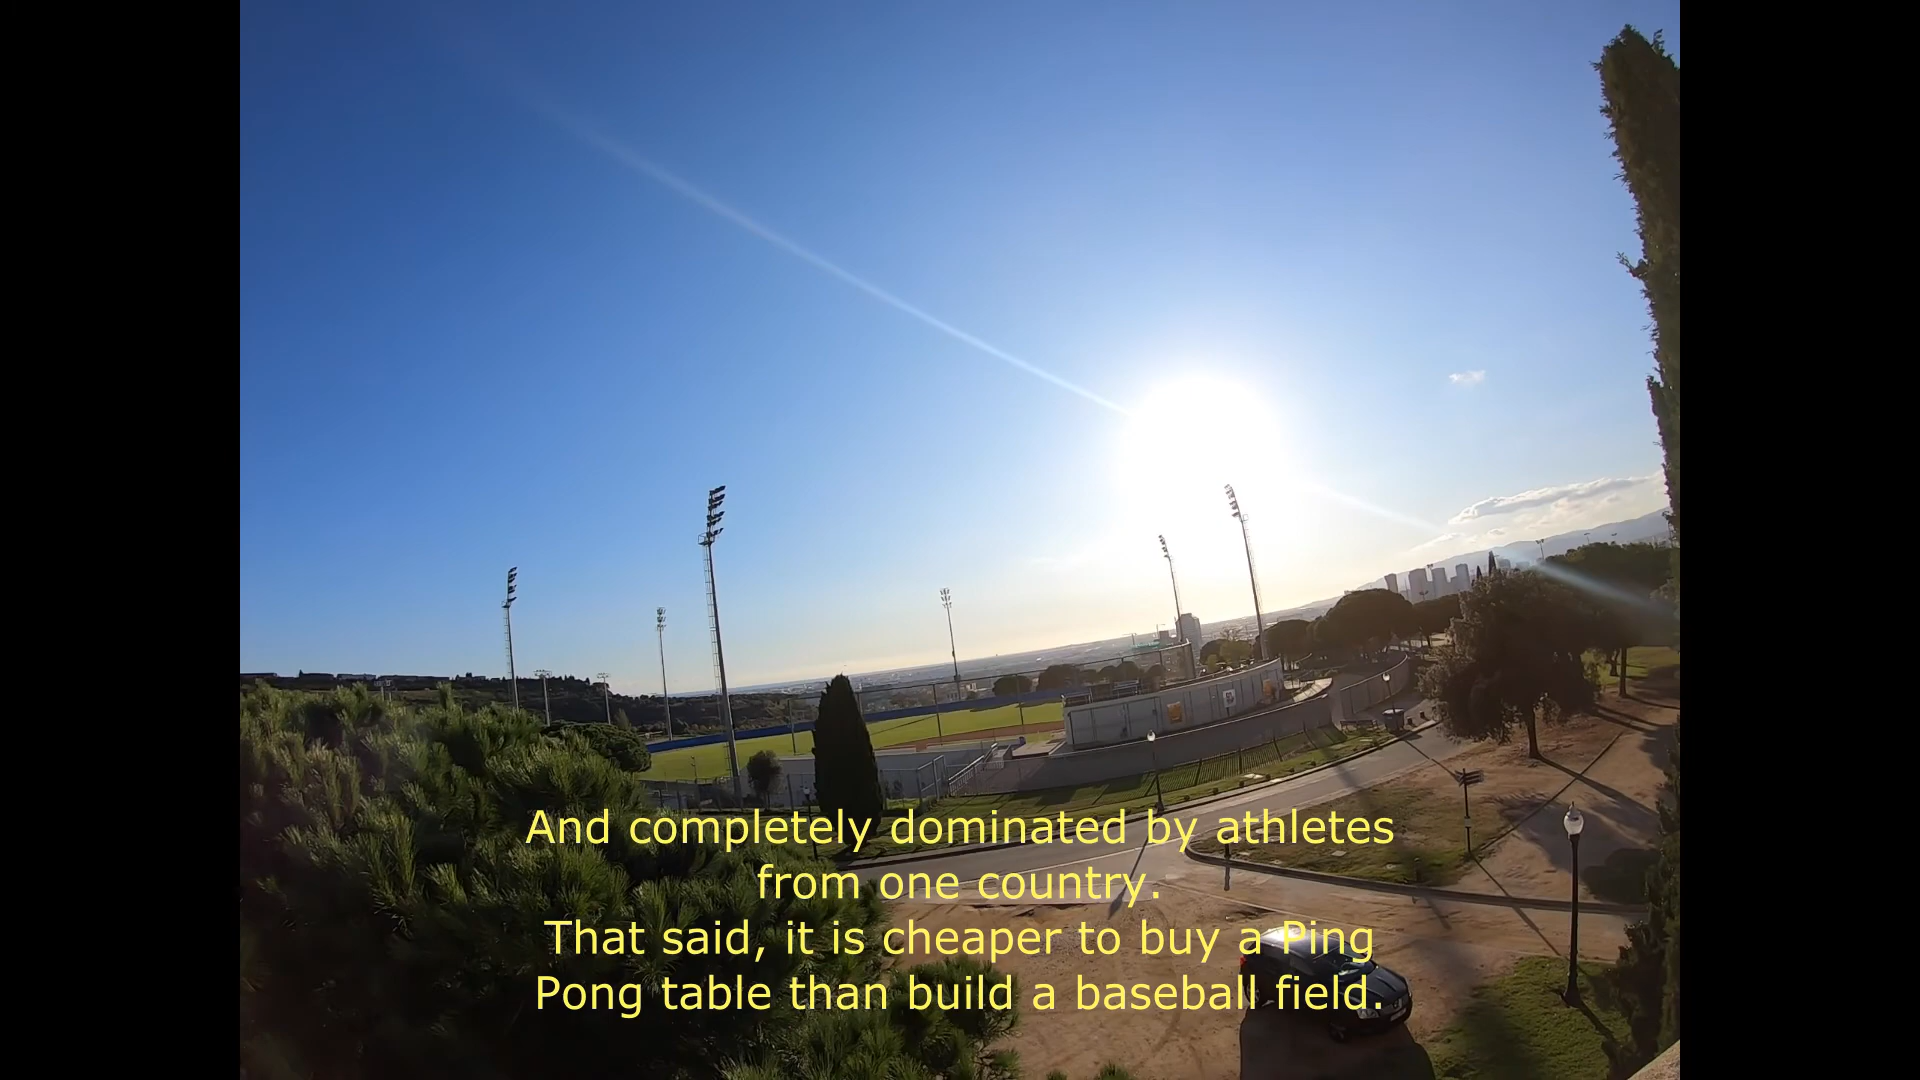 And completely dominated by athletes
from one country.
That said, it is cheaper to buy a Ping
Pong table than build a baseball field.